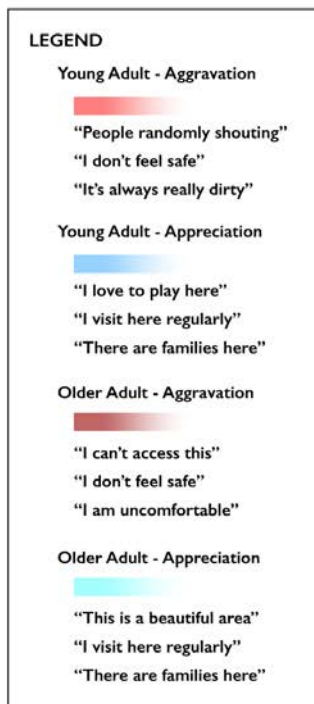 LEGEND
Young Adult - Aggravation
“People randomly shouting”
“I don’t feel safe”
“It’s always really dirty”
Young Adult - Appreciation
“I love to play here”
“I visit here regularly”
“There are families here”
Older Adult - Aggravation
“I can’t access this”
“I don’t feel safe”
“I am uncomfortable”
Older Adult - Appreciation
“This is a beautiful area”
“I visit here regularly”
“There are families here”